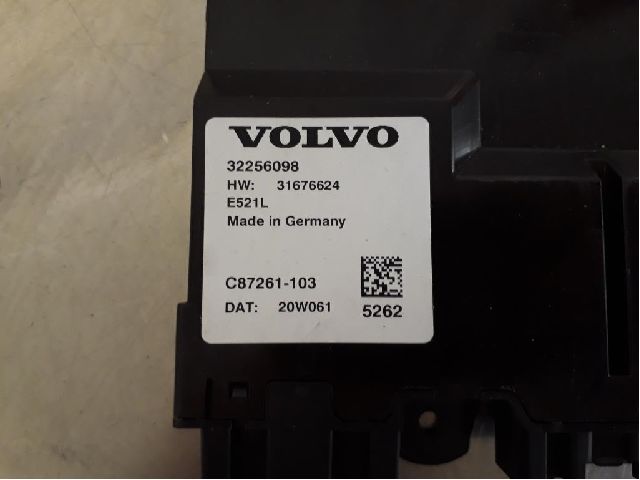 VOLVO
32256098
HW: 31676624
E521L
Made in Germany
C87261-103
DAT: 20W061
5262